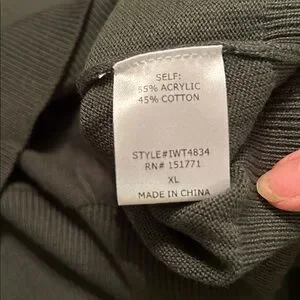 SELF:
55% ACRYLIC
45% COTTON
STYLE#IWT4834
RN# 151771
XL
MADE IN CHINA